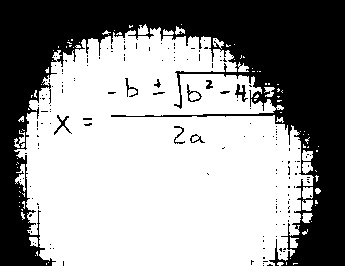 x = -b ± √b² - 4a / 2a